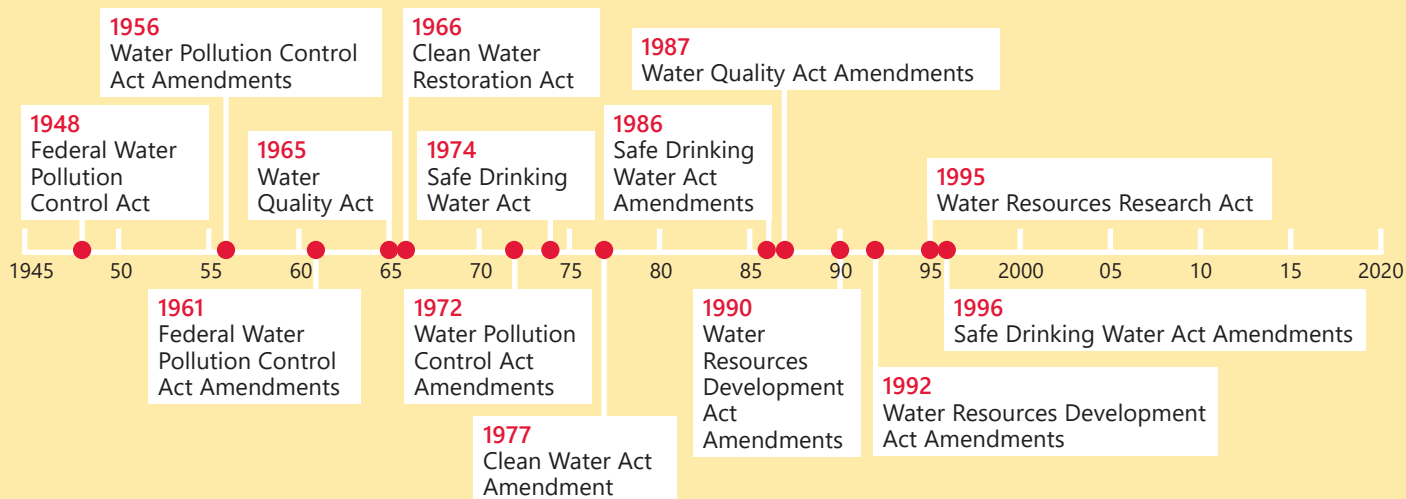 1956
Water Pollution Control
Act Amendments
1966
Clean Water
Restoration Act
1987
Water Quality Act Amendments
1948
Federal Water
Pollution
Control Act
1965
Water
Quality Act
1974
Safe Drinking
Water Act
1986
Safe Drinking
Water Act
Amendments
1995
Water Resources Research Act
1945 50 55 60 65 70 75 80 85 90 95 2000 05 10 15 2020
1961
Federal Water
Pollution Control
Act Amendments
1972
Water Pollution
Control Act
Amendments
1977
Clean Water Act
Amendment
1990
Water
Resources
Development
Act
Amendments
1992
Water Resources Development
Act Amendments
1996
Safe Drinking Water Act Amendments